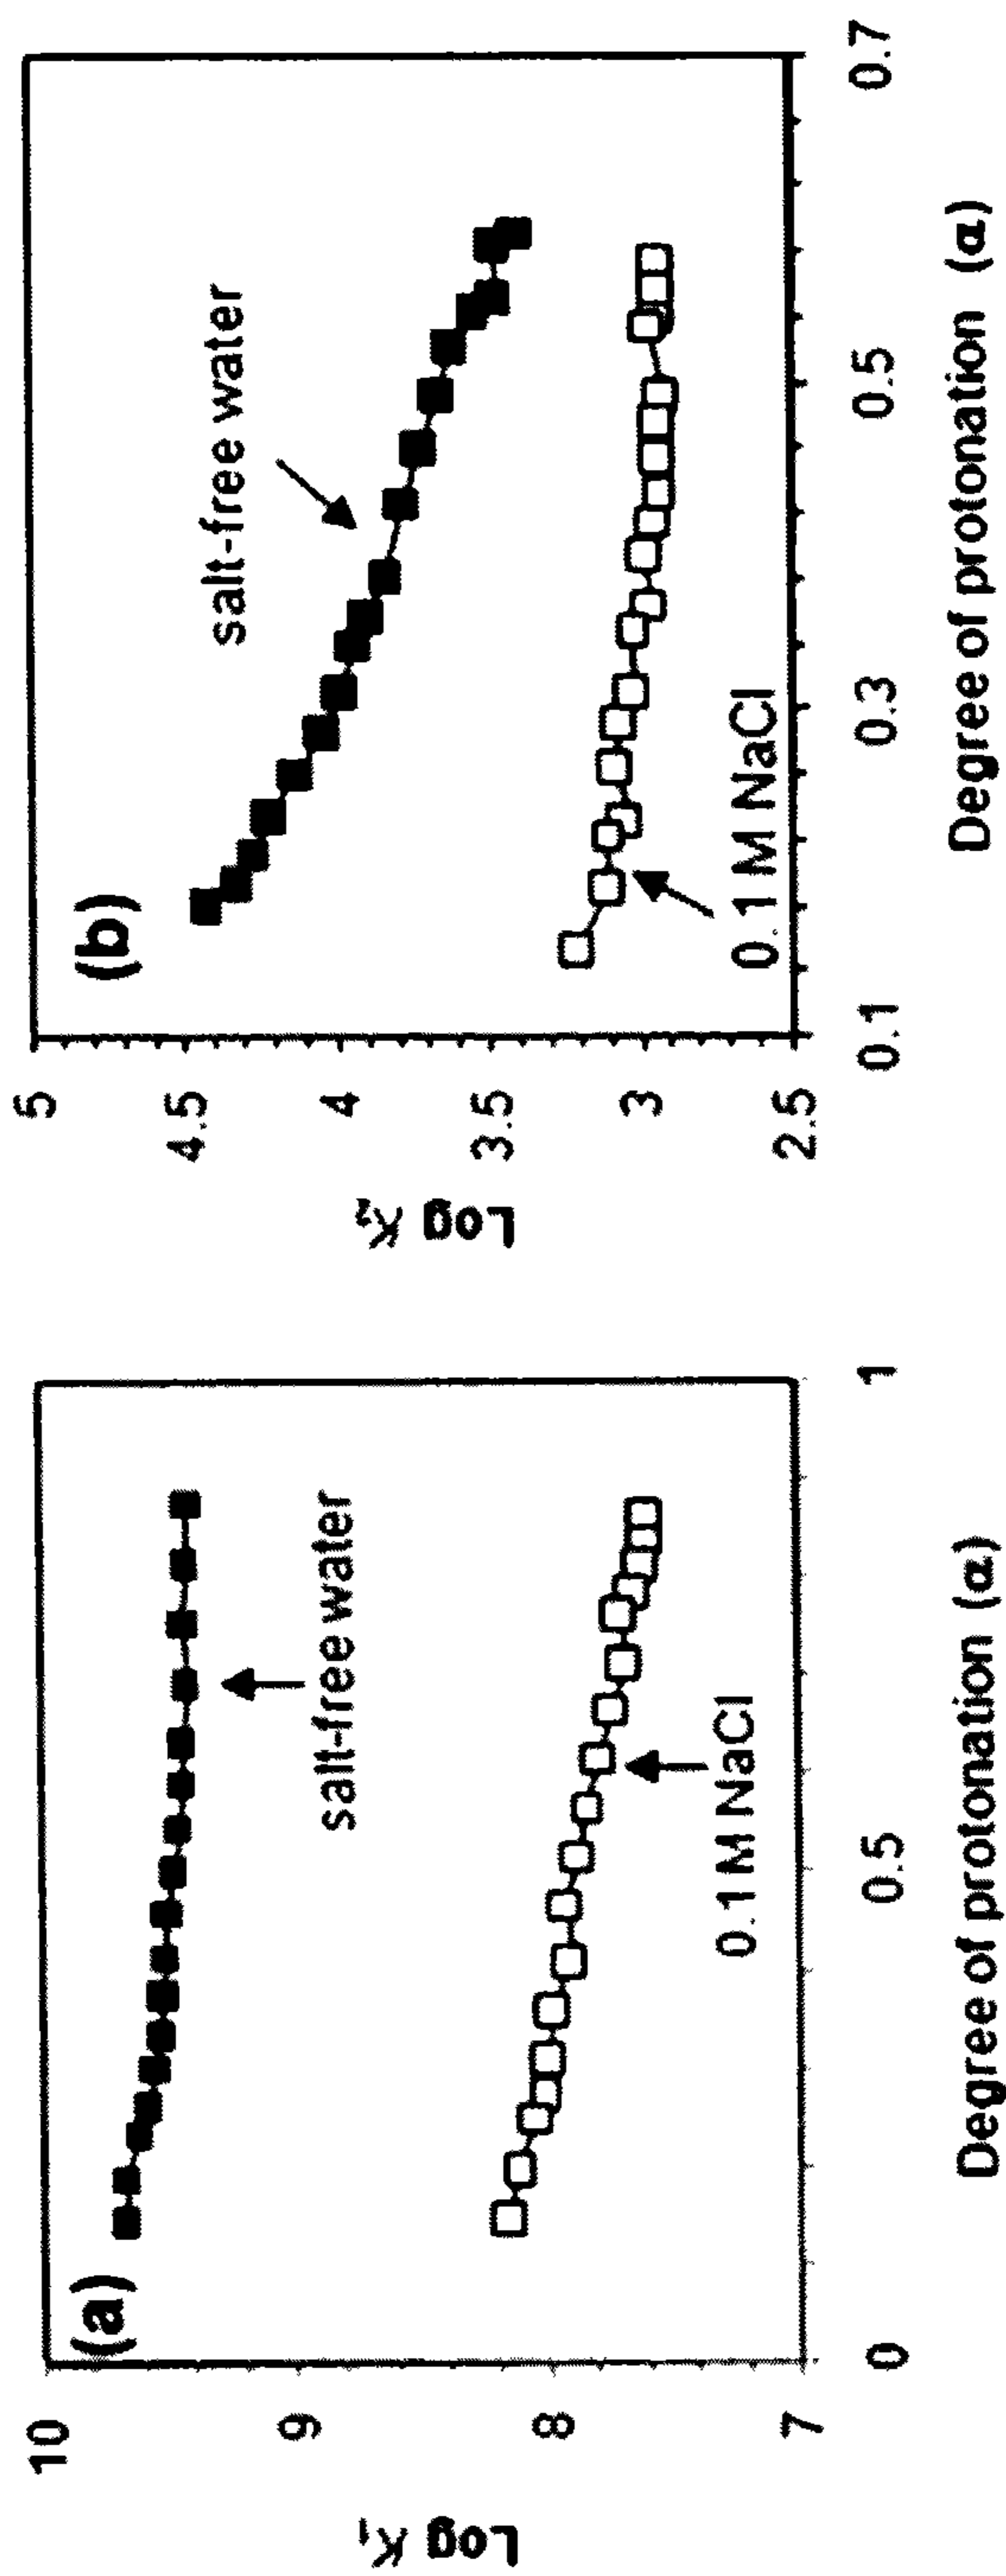 (a)
10
9
8
7
Log K₁
salt-free water
0.1M NaCl
0
0.5
1
Degree of protonation (α)
(b)
5
4.5
4
3.5
3
2.5
Log K₂
salt-free water
0.1M NaCl
0.1
0.3
0.5
0.7
Degree of protonation (α)